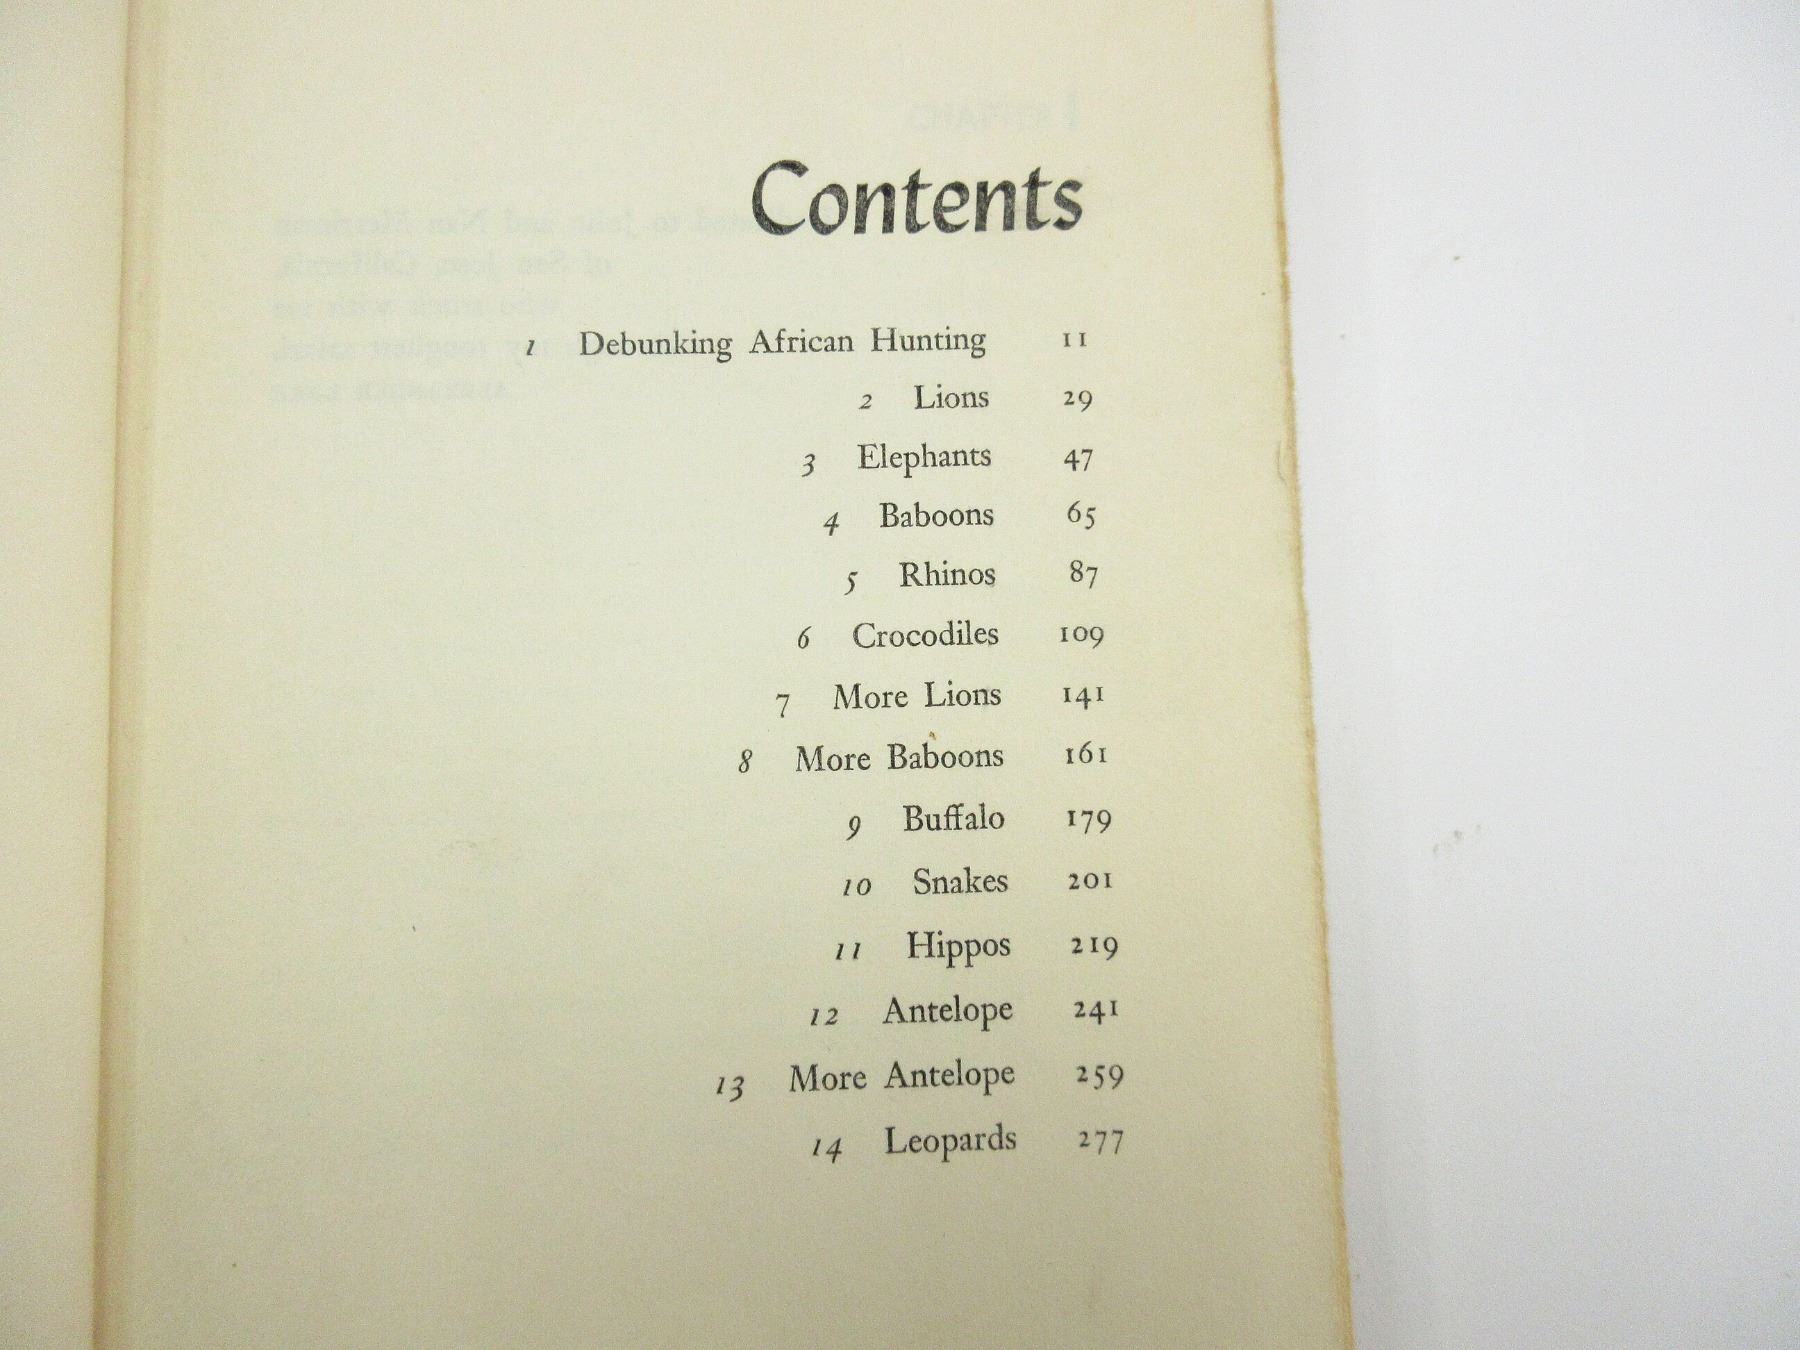 Contents
1 Debunking African Hunting 11
2 Lions 29
3 Elephants 47
4 Baboons 65
5 Rhinos 87
6 Crocodiles 109
7 More Lions 141
8 More Baboons 161
9 Buffalo 179
10 Snakes 201
11 Hippos 219
12 Antelope 241
13 More Antelope 259
14 Leopards 277